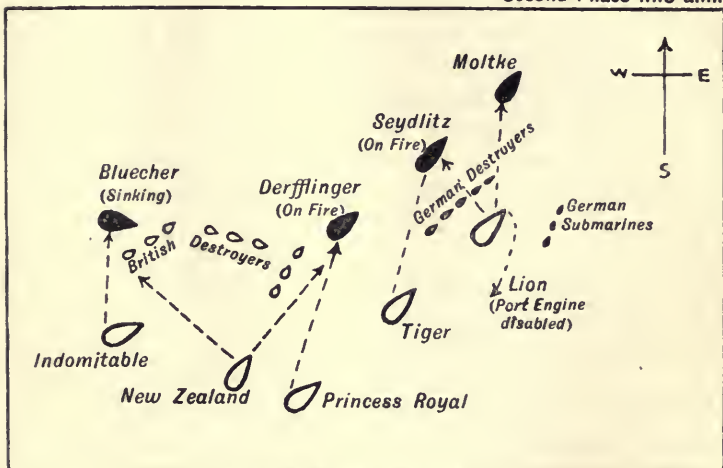 Moltke
W E
S
Seydlitz
(On Fire)
German Destroyers
Bluecher
(Sinking)
Derfflinger
(On Fire)
British Destroyers
German
Submarines
Lion
(Port Engine
disabled)
Tiger
Indomitable
New Zealand
Princess Royal